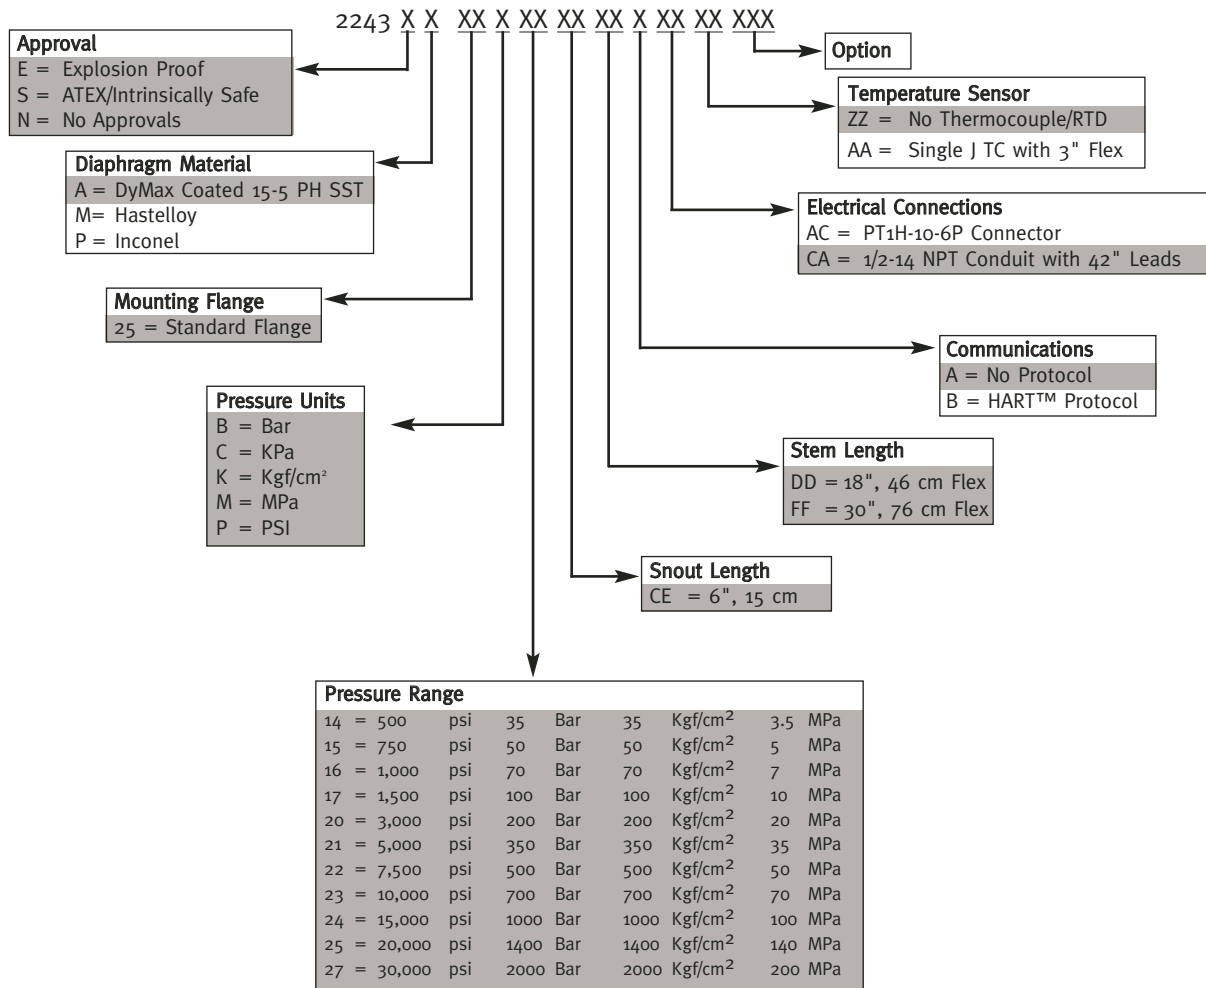 2243 X X XX X XX XX XX X XX XX XXX
Approval
E = Explosion Proof
S = ATEX/Intrinsically Safe
N = No Approvals
Option
Temperature Sensor
ZZ = No Thermocouple/RTD
AA = Single J TC with 3" Flex
Diaphragm Material
A = DyMax Coated 15-5 PH SST
M= Hastelloy
P = Inconel
Electrical Connections
AC = PT1H-10-6P Connector
CA = 1/2-14 NPT Conduit with 42" Leads
Mounting Flange
25 = Standard Flange
Communications
A = No Protocol
B = HART™ Protocol
Pressure Units
B = Bar
C = KPa
K = Kgf/cm²
M = MPa
P = PSI
Stem Length
DD = 18", 46 cm Flex
FF = 30", 76 cm Flex
Snout Length
CE = 6", 15 cm
Pressure Range
14 = 500 psi 35 Bar 35 Kgf/cm² 3.5 MPa
15 = 750 psi 50 Bar 50 Kgf/cm² 5 MPa
16 = 1,000 psi 70 Bar 70 Kgf/cm² 7 MPa
17 = 1,500 psi 100 Bar 100 Kgf/cm² 10 MPa
20 = 3,000 psi 200 Bar 200 Kgf/cm² 20 MPa
21 = 5,000 psi 350 Bar 350 Kgf/cm² 35 MPa
22 = 7,500 psi 500 Bar 500 Kgf/cm² 50 MPa
23 = 10,000 psi 700 Bar 700 Kgf/cm² 70 MPa
24 = 15,000 psi 1000 Bar 1000 Kgf/cm² 100 MPa
25 = 20,000 psi 1400 Bar 1400 Kgf/cm² 140 MPa
27 = 30,000 psi 2000 Bar 2000 Kgf/cm² 200 MPa